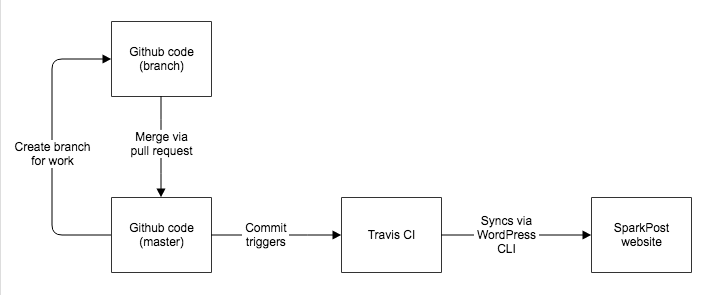 Github code
(branch)
Merge via
pull request
Create branch
for work
Github code
(master)
Commit
triggers
Travis CI
Syncs via
WordPress
CLI
SparkPost
website